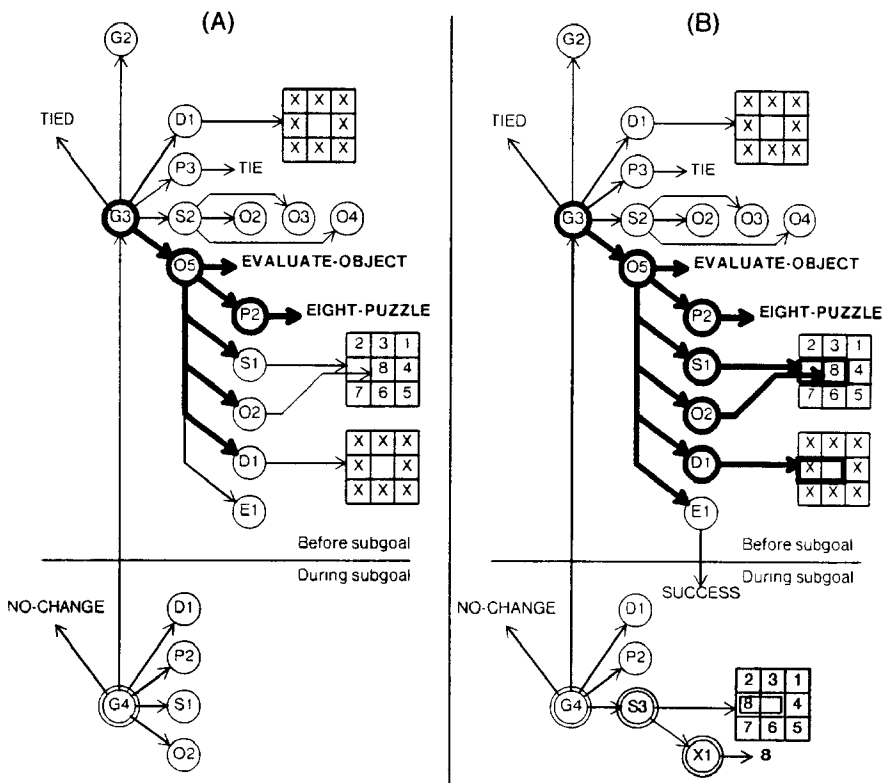 (A)
G2
TIED
D1
X X X
X X
X X X
P3 TIE
G3 S2 O2 O3 O4
O5 EVALUATE-OBJECT
P2 EIGHT-PUZZLE
S1
2 3 1
8 4
7 6 5
O2
D1
X X X
X X
X X X
E1
Before subgoal
During subgoal
NO-CHANGE
D1
P2
G4 S1
O2
(B)
G2
TIED
D1
X X X
X X
X X X
P3 TIE
G3 S2 O2 O3 O4
O5 EVALUATE-OBJECT
P2 EIGHT-PUZZLE
S1
2 3 1
8 4
7 6 5
O2
D1
X X X
X X
X X X
E1
Before subgoal
During subgoal
SUCCESS
NO-CHANGE
D1
P2
G4 S3
2 3 1
8 4
7 6 5
X1 8